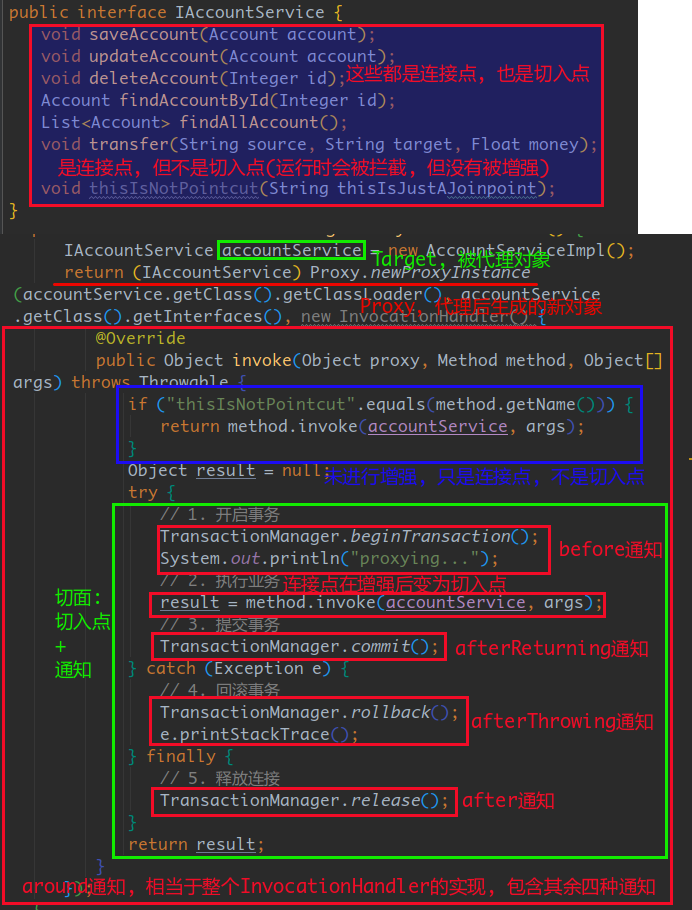 public interface IAccountService {
void saveAccount(Account account);
void updateAccount(Account account);
void deleteAccount(Integer id);这些都是连接点, 也是切入点
Account findAccountById(Integer id);
List<Account> findAllAccount();
void transfer(String source, String target, Float money);
是连接点, 但不是切入点(运行时会被拦截, 但没有被增强)
void thisIsNotPointcut(String thisIsJustAJoinpoint);
}
IAccountService accountService = new AccountServiceImpl();
Target, 被代理对象
return (IAccountService) Proxy.newProxyInstance
(accountService.getClass().getClassLoader(), accountService
Proxy, 代理后生成的新对象
.getClass().getInterfaces(), new InvocationHandler() {
@Override
public Object invoke(Object proxy, Method method, Object[]
args) throws Throwable {
if ("thisIsNotPointcut".equals(method.getName())) {
return method.invoke(accountService, args);
}
Object result = null;
未进行增强, 只是连接点, 不是切入点
try {
// 1. 开启事务
TransactionManager.beginTransaction();
System.out.println("proxying...");
before通知
// 2. 执行业务
连接点在增强后变为切入点
result = method.invoke(accountService, args);
切面:
切入点
+
通知
// 3. 提交事务
TransactionManager.commit();
afterReturning通知
} catch (Exception e) {
// 4. 回滚事务
TransactionManager.rollback();
e.printStackTrace();
afterThrowing通知
} finally {
// 5. 释放连接
TransactionManager.release();
after通知
}
return result;
}
});
around通知, 相当于整个InvocationHandler的实现, 包含其余四种通知